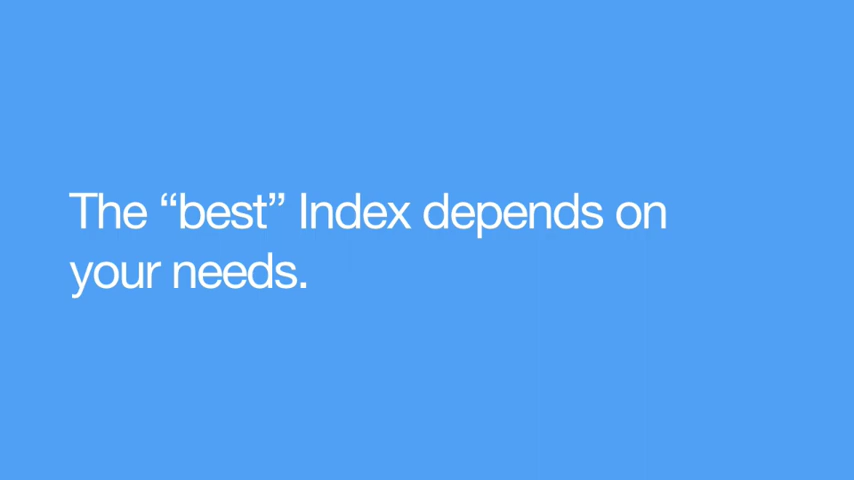 The “best” Index depends on
your needs.